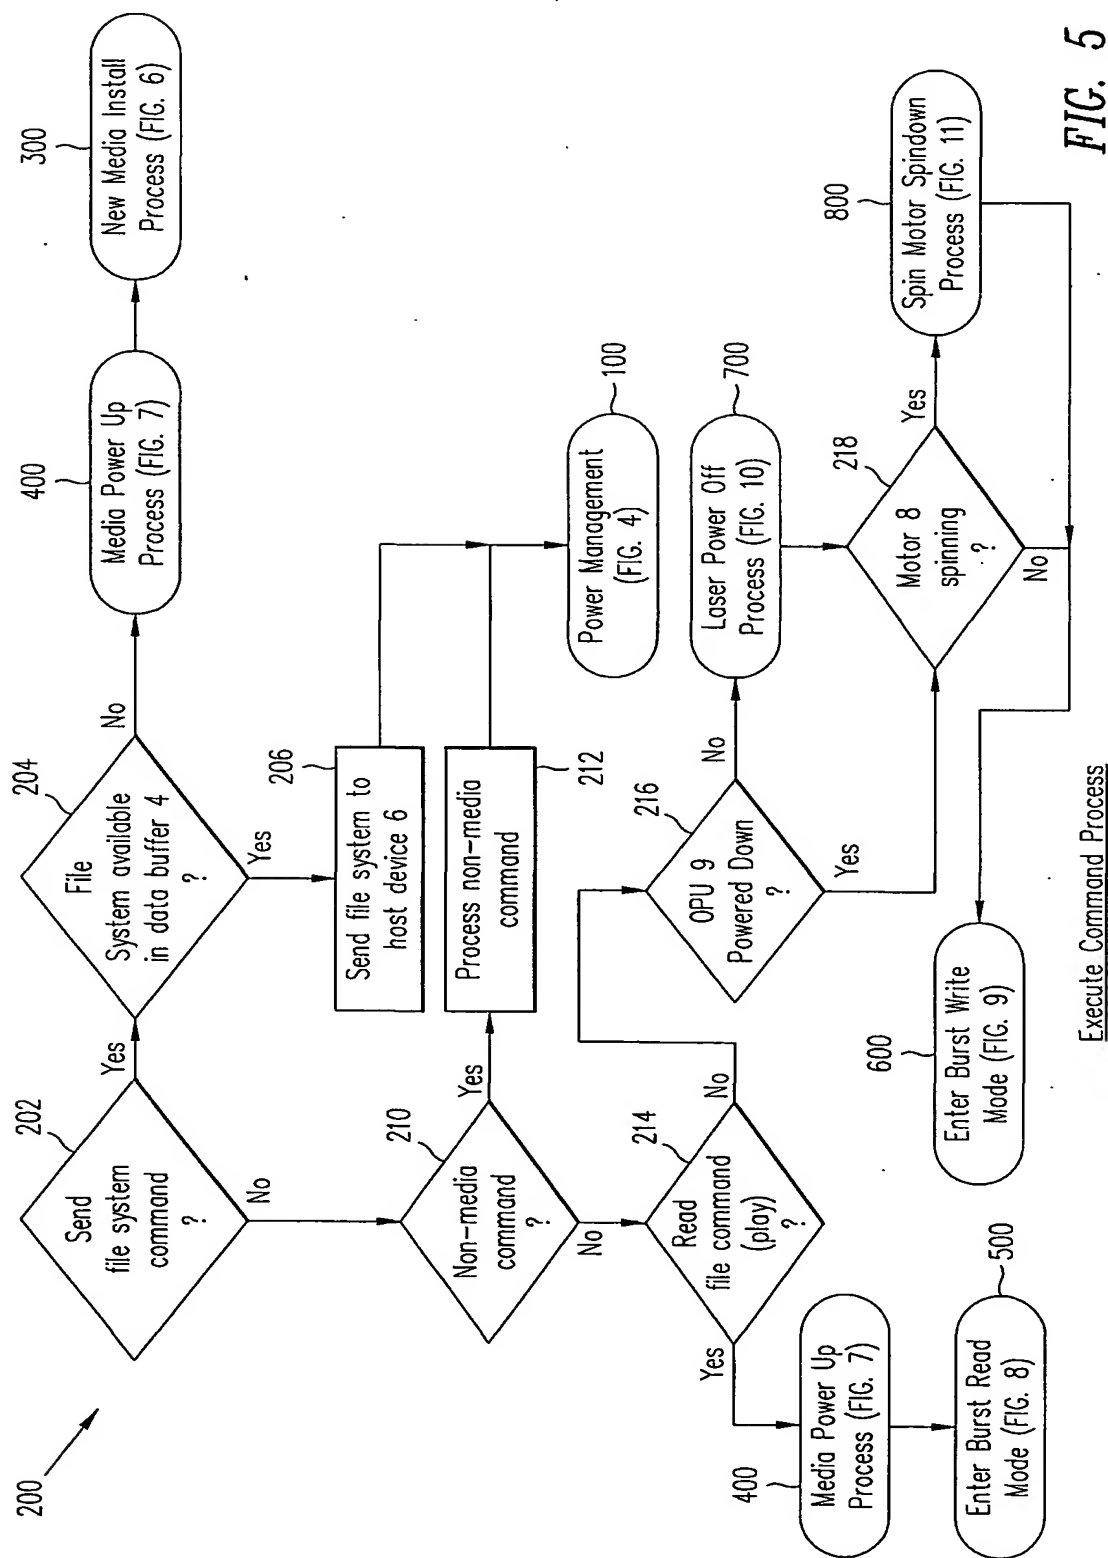 200
202
Send
file system
command
?
Yes
No
204
File
System available
in data buffer 4
?
No
Yes
400
Media Power Up
Process (FIG. 7)
300
New Media Install
Process (FIG. 6)
206
Send file system to
host device 6
210
Non-media
command
?
Yes
No
212
Process non-media
command
100
Power Management
(FIG. 4)
214
Read
file command
(play)
?
Yes
No
216
OPU 9
Powered Down
?
No
Yes
700
Laser Power Off
Process (FIG. 10)
218
Motor 8
spinning
?
Yes
No
800
Spin Motor Spindown
Process (FIG. 11)
400
Media Power Up
Process (FIG. 7)
500
Enter Burst Read
Mode (FIG. 8)
600
Enter Burst Write
Mode (FIG. 9)
Execute Command Process
FIG. 5